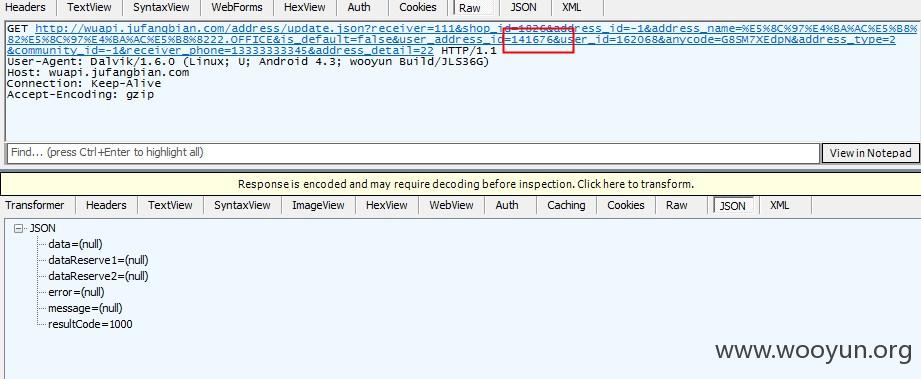 Headers TextView SyntaxView WebForms HexView Auth Cookies Raw JSON XML
GET http://wuapi.jufangbian.com/address/update.json?receiver=111&shop_id=1826&address_id=-1&address_name=%E5%8C%97%E4%BA%AC%E5%B8%
82%E5%8C%97%E4%BA%AC%E5%B8%8222.OFFICE&is_default=false&user_address_id=141676&user_id=162068&anycode=G8SM7XEdpN&address_type=2
&community_id=-1&receiver_phone=13333333345&address_detail=22 HTTP/1.1
User-Agent: Dalvik/1.6.0 (Linux; U; Android 4.3; wooyun Build/JLS36G)
Host: wuapi.jufangbian.com
Connection: Keep-Alive
Accept-Encoding: gzip
Find... (press Ctrl+Enter to highlight all) View in Notepad
Response is encoded and may require decoding before inspection. Click here to transform.
Transformer Headers TextView SyntaxView ImageView HexView WebView Auth Caching Cookies Raw JSON XML
JSON
data=(null)
dataReserve1=(null)
dataReserve2=(null)
error=(null)
message=(null)
resultCode=1000
www.wooyun.org